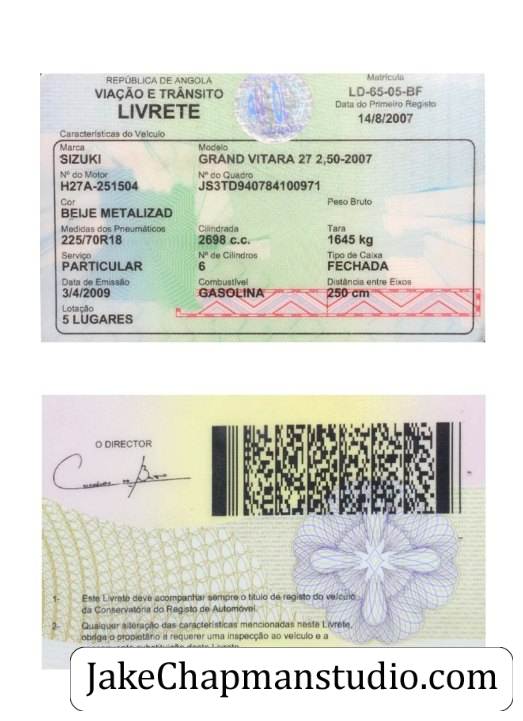 REPÚBLICA DE ANGOLA
VIAÇÃO E TRÂNSITO
LIVRETE
Matrícula
LD-65-05-BF
Data do Primeiro Registo
14/8/2007
Características do Veículo
Marca
SIZUKI
Modelo
GRAND VITARA 27 2,50-2007
Nº do Motor
H27A-251504
Nº do Quadro
JS3TD940784100971
Cor
BEIJE METALIZAD
Peso Bruto
Medidas dos Pneumáticos
225/70R18
Cilindrada
2698 c.c.
Tara
1645 kg
Serviço
PARTICULAR
Nº de Cilindros
6
Tipo de Caixa
FECHADA
Data de Emissão
3/4/2009
Combustível
GASOLINA
Distância entre Eixos
250 cm
Lotação
5 LUGARES
O DIRECTOR
1- Este Livrete deve acompanhar sempre o título de registo do veículo
da Conservatória do Registo de Automóvel.
2- Qualquer alteração das características mencionadas neste Livrete,
obriga o propietário a requerer uma inspecção ao veículo e a
JakeChapmanstudio.com